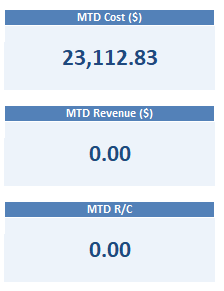 MTD Cost ($)
23,112.83
MTD Revenue ($)
0.00
MTD R/C
0.00